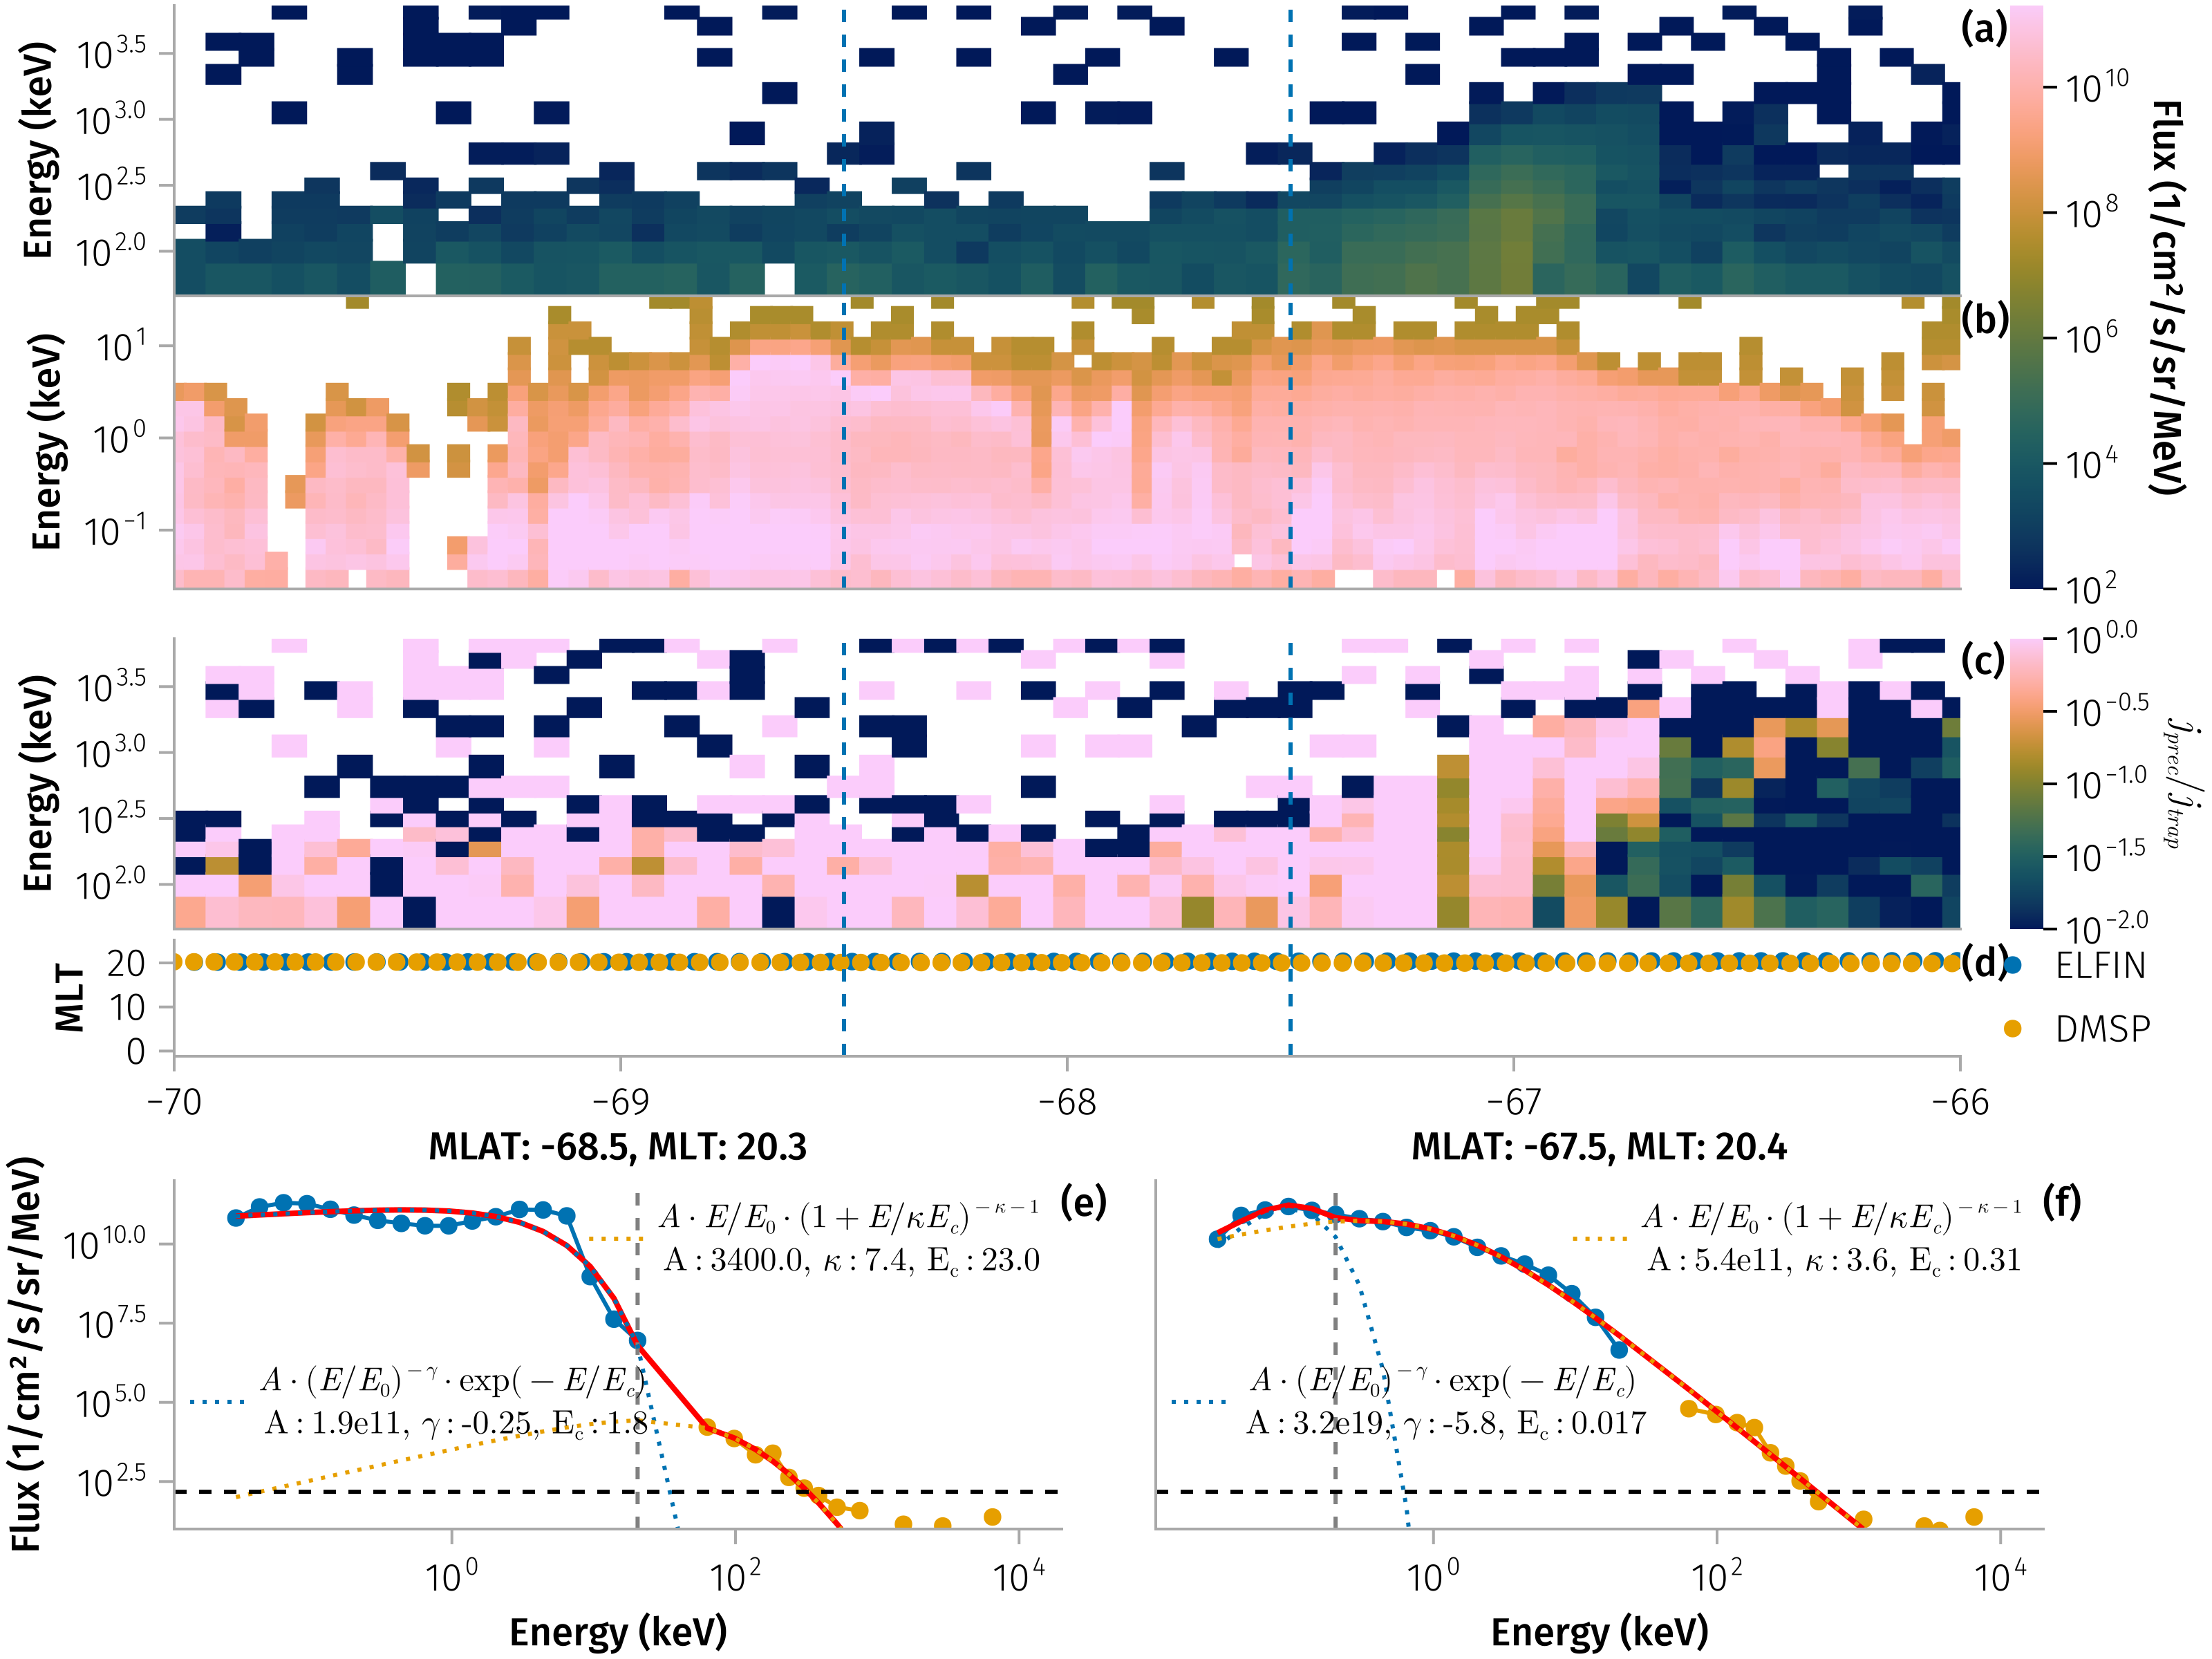 (a)
Energy (keV)
10^3.5
10^3.0
10^2.5
10^2.0
(b)
Energy (keV)
10^1
10^0
10^−1
10^10
10^8
10^6
10^4
10^2
Flux (1/cm²/s/sr/MeV)
(c)
Energy (keV)
10^3.5
10^3.0
10^2.5
10^2.0
10^0.0
10^−0.5
10^−1.0
10^−1.5
10^−2.0
j_prec/j_trap
(d)
MLT
20
10
0
ELFIN
DMSP
−70 −69 −68 −67 −66
MLAT: -68.5, MLT: 20.3
(e)
Flux (1/cm²/s/sr/MeV)
10^10.0
10^7.5
10^5.0
10^2.5
A · E/E_0 · (1 + E/κE_c)^−κ−1
A : 3400.0, κ : 7.4, E_c : 23.0
A · (E/E_0)^−γ · exp( − E/E_c)
A : 1.9e11, γ : -0.25, E_c : 1.8
10^0 10^2 10^4
Energy (keV)
MLAT: -67.5, MLT: 20.4
(f)
A · E/E_0 · (1 + E/κE_c)^−κ−1
A : 5.4e11, κ : 3.6, E_c : 0.31
A · (E/E_0)^−γ · exp( − E/E_c)
A : 3.2e19, γ : -5.8, E_c : 0.017
10^0 10^2 10^4
Energy (keV)